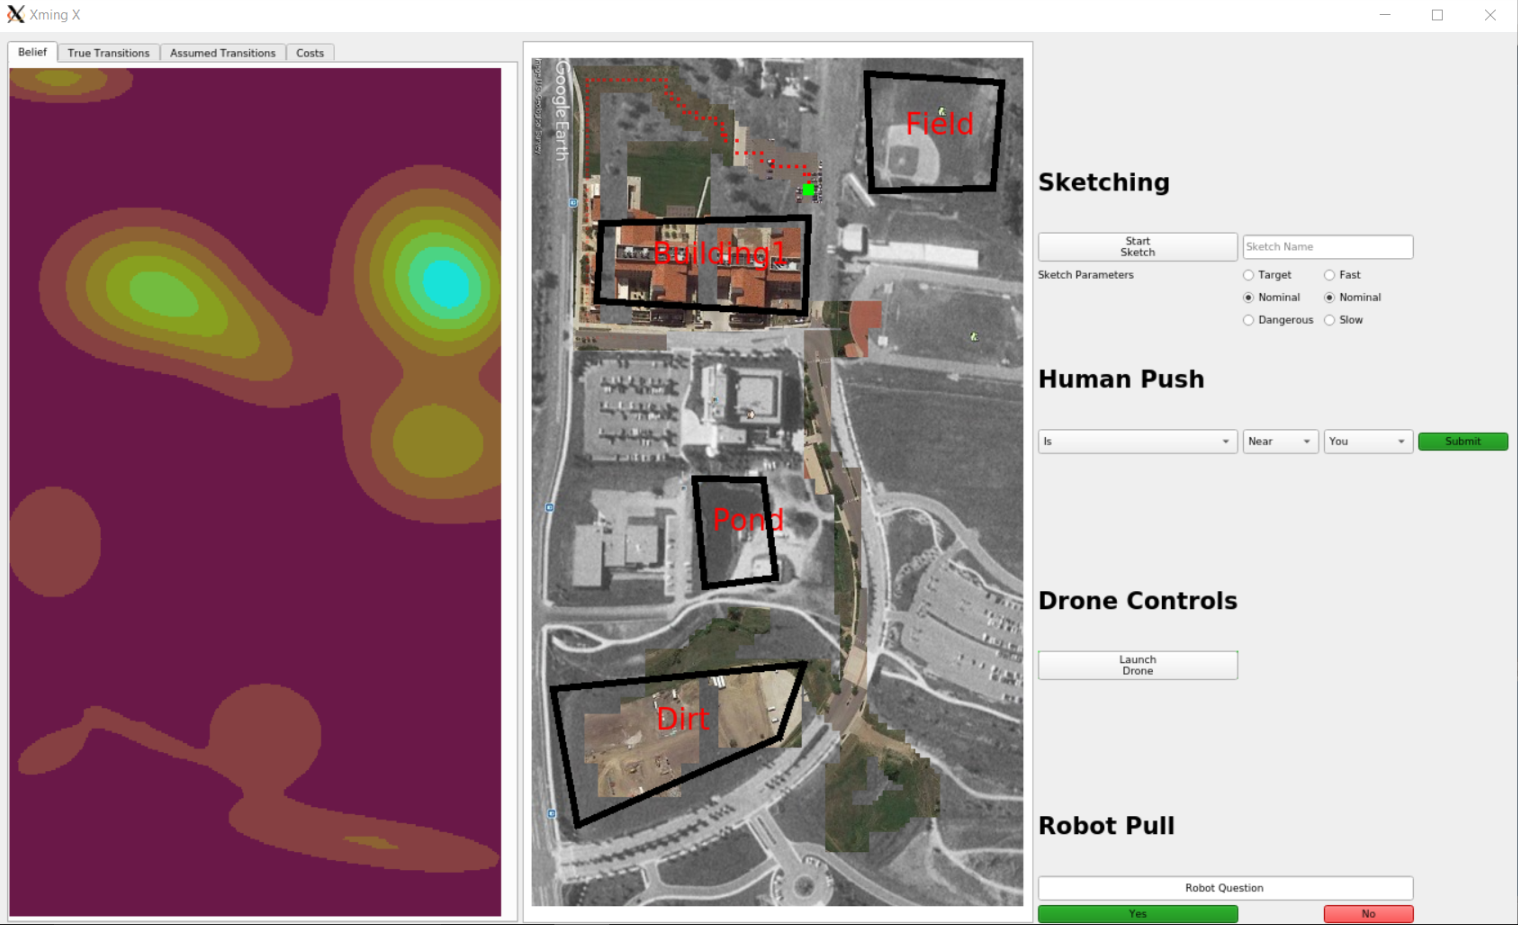 Xming X
Belief
True Transitions
Assumed Transitions
Costs
Google Earth
Field
Building1
Pond
Dirt
Sketching
Start
Sketch
Sketch Name
Sketch Parameters
Target
Fast
Nominal
Nominal
Dangerous
Slow
Human Push
Is
Near
You
Submit
Drone Controls
Launch
Drone
Robot Pull
Robot Question
Yes
No